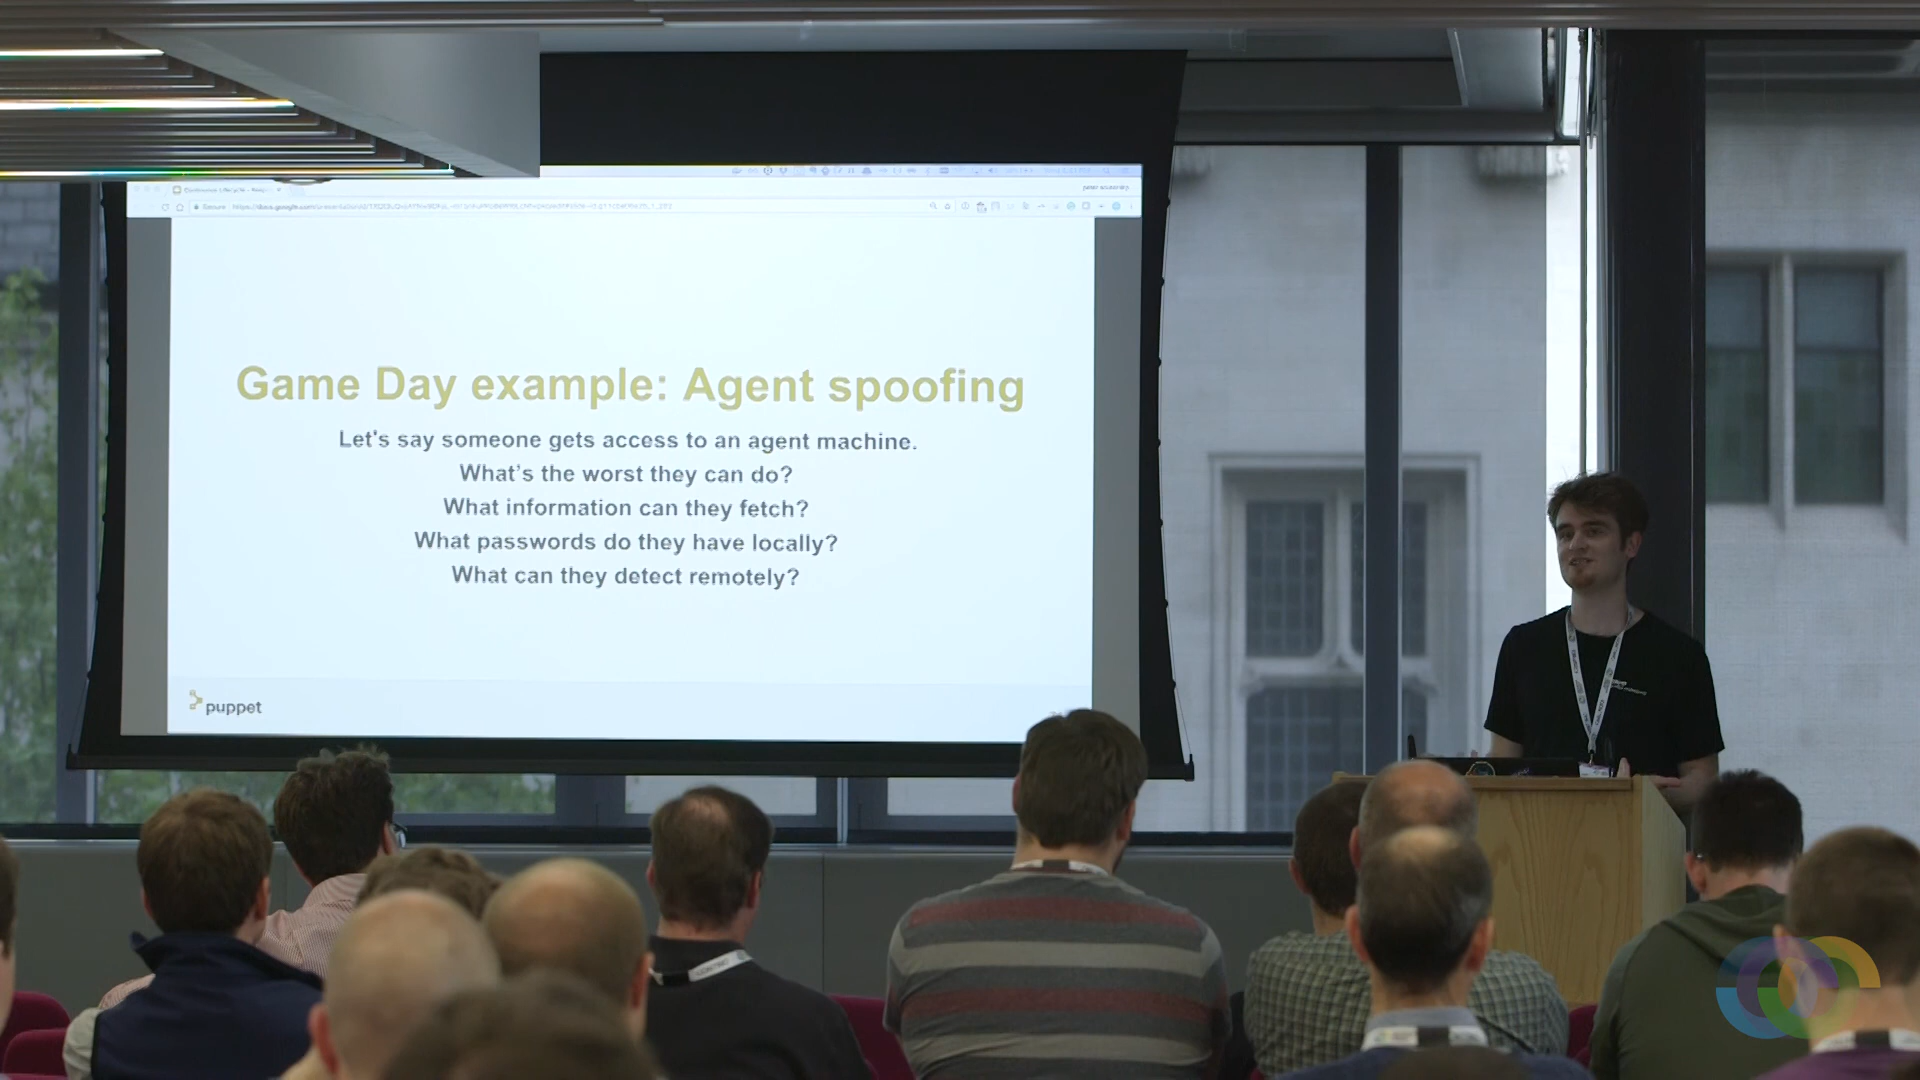 Game Day example: Agent spoofing
Let's say someone gets access to an agent machine.
What's the worst they can do?
What information can they fetch?
What passwords do they have locally?
What can they detect remotely?
puppet